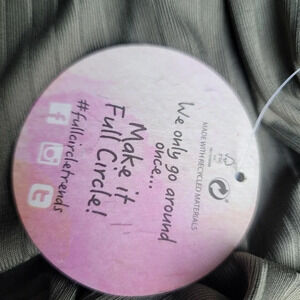 MADE WITH RECYCLED MATERIALS
We only go around
once...
Make it
Full Circle!
#fullcircletrends